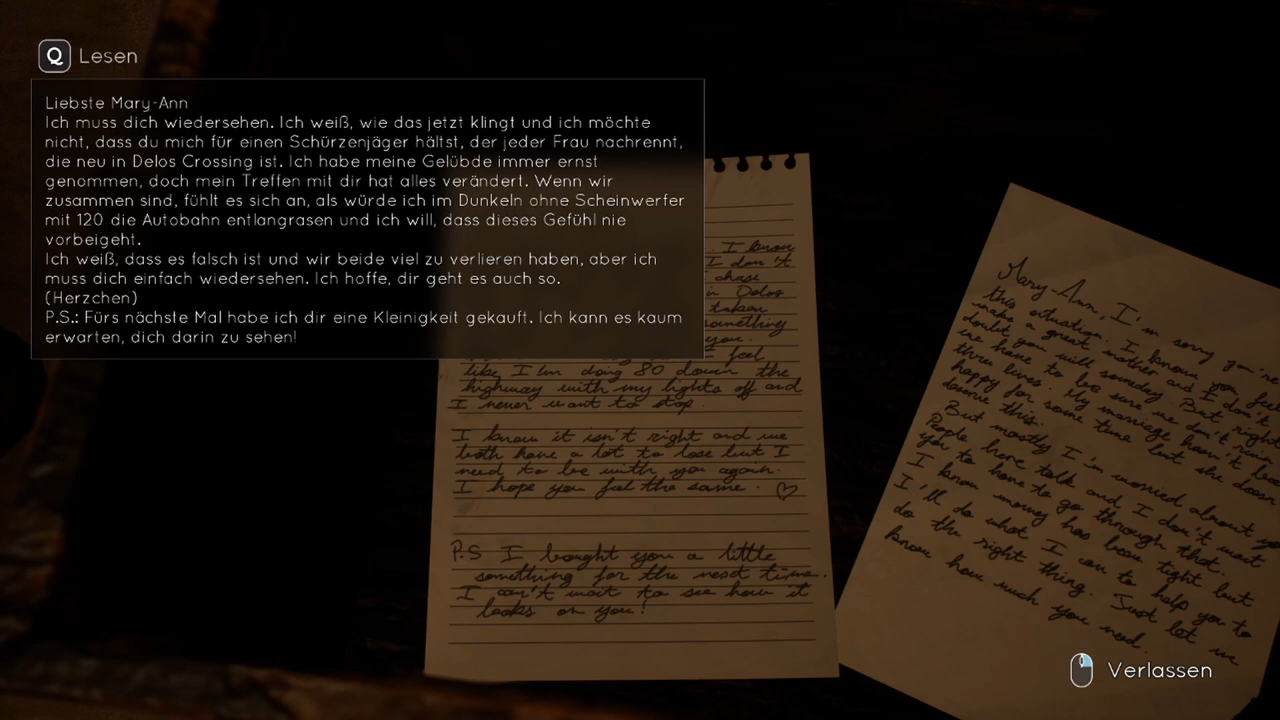 Q Lesen
Liebste Mary-Ann
Ich muss dich wiedersehen. Ich weiß, wie das jetzt klingt und ich möchte
nicht, dass du mich für einen Schürzenjäger hältst, der jeder Frau nachrennt,
die neu in Delos Crossing ist. Ich habe meine Gelübde immer ernst
genommen, doch mein Treffen mit dir hat alles verändert. Wenn wir
zusammen sind, fühlt es sich an, als würde ich im Dunkeln ohne Scheinwerfer
mit 120 die Autobahn entlangrasen und ich will, dass dieses Gefühl nie
vorbeigeht.
Ich weiß, dass es falsch ist und wir beide viel zu verlieren haben, aber ich
muss dich einfach wiedersehen. Ich hoffe, dir geht es auch so.
(Herzchen)
P.S.: Fürs nächste Mal habe ich dir eine Kleinigkeit gekauft. Ich kann es kaum
erwarten, dich darin zu sehen!
. I know
I don't
chase
in Delos
taken
something
you.
feel
like I'm doing 80 down the
highway with my lights off and
I never want to stop.
I know it isn't right and we
both have a lot to lose but I
need to be with you again.
I hope you feel the same. ♡
P.S I bought you a little
something for the next time.
I can't wait to see how it
looks on you!
Mary-Ann, I'm sorry you're
this situation. I know you feel
make a great mother and I don't
doubt you will someday. But right
we have to be sure we don't ruin
three lives. My marriage hasn't
happy for some time but she doesn
deserve this.
But mostly I'm worried about
People here talk and I don't want
you to have to go through that.
I know money has been tight but
I'll do what I can to help you to
do the right thing. Just let me
know how much you need.
Verlassen